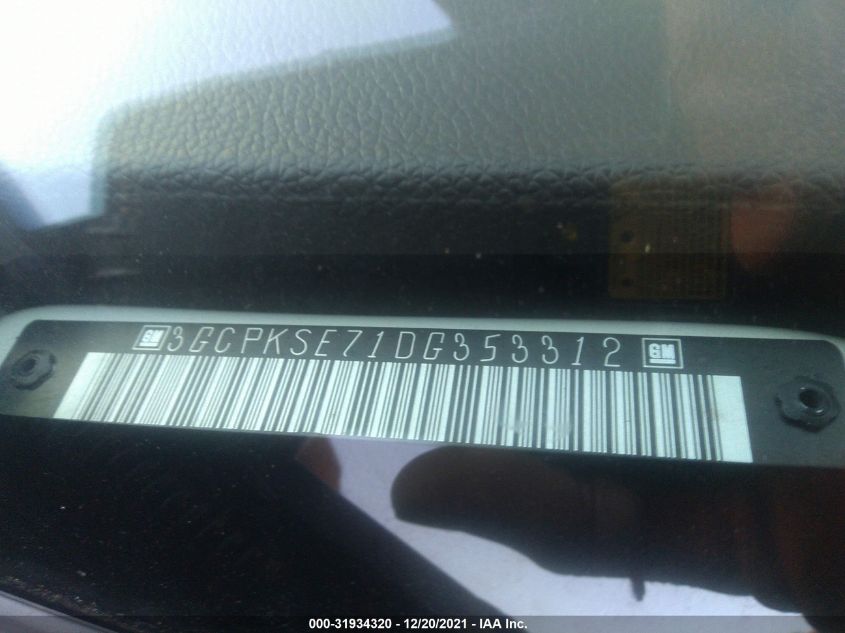 GM 3GCPKSE71DG353312 GM
000-31934320 - 12/20/2021 - IAA Inc.